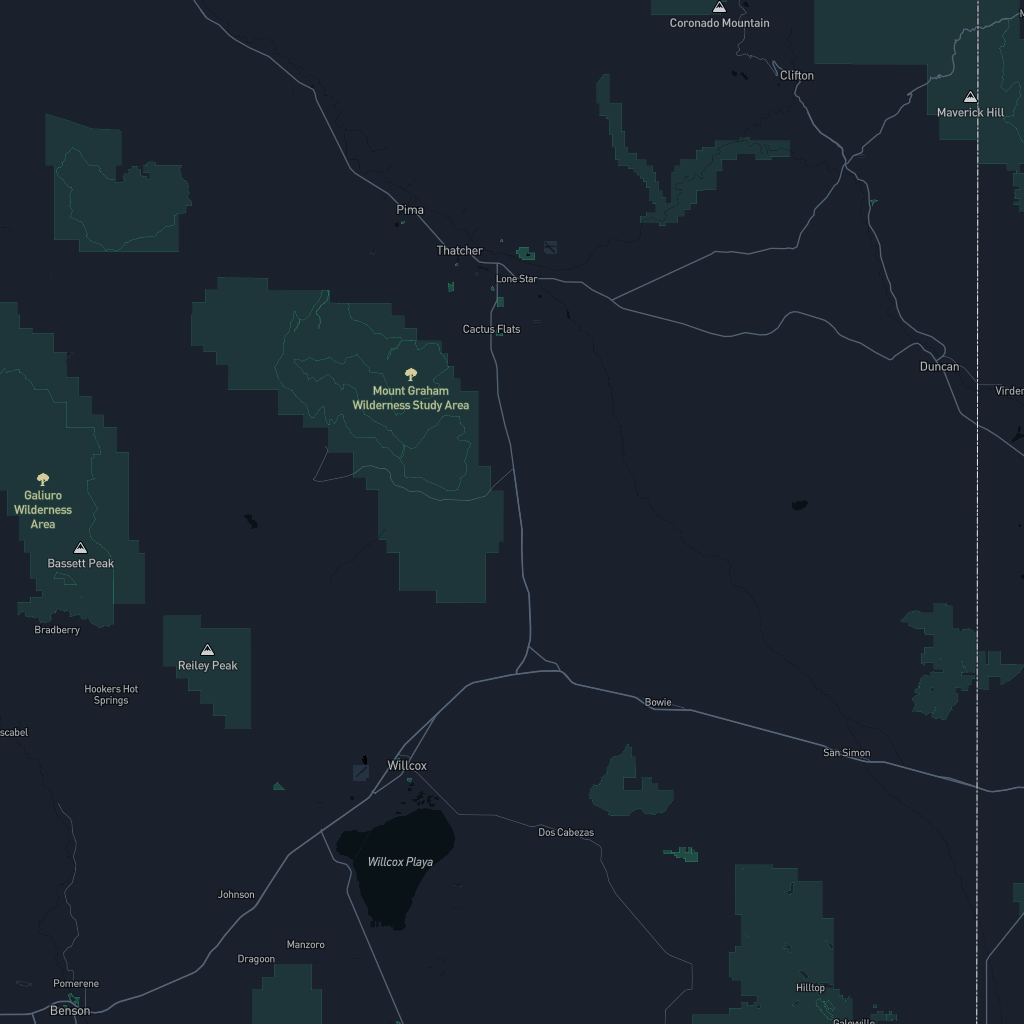 Coronado Mountain
Clifton
Maverick Hill
Pima
Thatcher
Lone Star
Cactus Flats
Duncan
Mount Graham
Wilderness Study Area
Galiuro
Wilderness
Area
Bassett Peak
Bradberry
Reiley Peak
Hookers Hot
Springs
Bowie
San Simon
Willcox
Dos Cabezas
Willcox Playa
Johnson
Manzoro
Dragoon
Pomerene
Benson
Hilltop